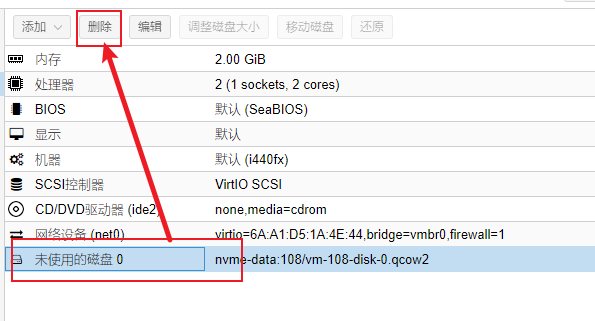 添加 删除 编辑 调整磁盘大小 移动磁盘 还原
内存 2.00 GiB
处理器 2 (1 sockets, 2 cores)
BIOS 默认 (SeaBIOS)
显示 默认
机器 默认 (i440fx)
SCSI控制器 VirtIO SCSI
CD/DVD驱动器 (ide2) none,media=cdrom
网络设备 (net0) virtio=6A:A1:D5:1A:4E:44,bridge=vmbr0,firewall=1
未使用的磁盘 0 nvme-data:108/vm-108-disk-0.qcow2